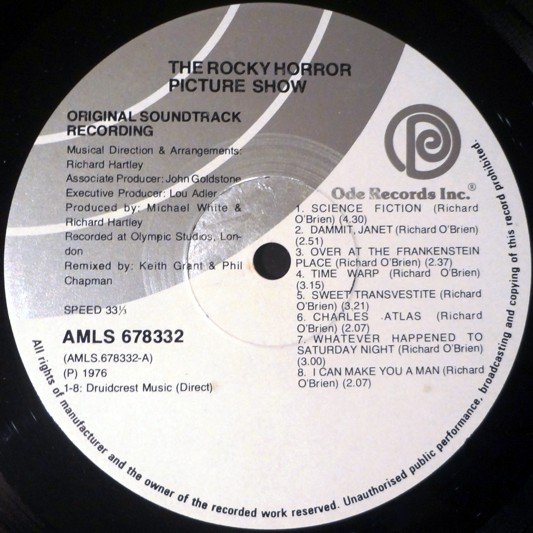 THE ROCKY HORROR
PICTURE SHOW
ORIGINAL SOUNDTRACK
RECORDING
Musical Direction & Arrangements:
Richard Hartley
Associate Producer: John Goldstone
Executive Producer: Lou Adler
Produced by: Michael White &
Richard Hartley
Recorded at Olympic Studios, Lon-
don
Remixed by: Keith Grant & Phil
Chapman
SPEED 33⅓
AMLS 678332
(AMLS.678332-A)
(P) 1976
1-8: Druidcrest Music (Direct)
Ode Records Inc.®
1. SCIENCE FICTION (Richard
O'Brien) (4.30)
2. DAMMIT, JANET (Richard O'Brien)
(2.51)
3. OVER AT THE FRANKENSTEIN
PLACE (Richard O'Brien) (2.37)
4. TIME WARP (Richard O'Brien)
(3.15)
5. SWEET TRANSVESTITE (Richard
O'Brien) (3.21)
6. CHARLES ATLAS (Richard
O'Brien) (2.07)
7. WHATEVER HAPPENED TO
SATURDAY NIGHT (Richard O'Brien)
(3.00)
8. I CAN MAKE YOU A MAN (Richard
O'Brien) (2.07)
All rights of manufacturer and the owner of the recorded work reserved. Unauthorised public performance, broadcasting and copying of this record prohibited.